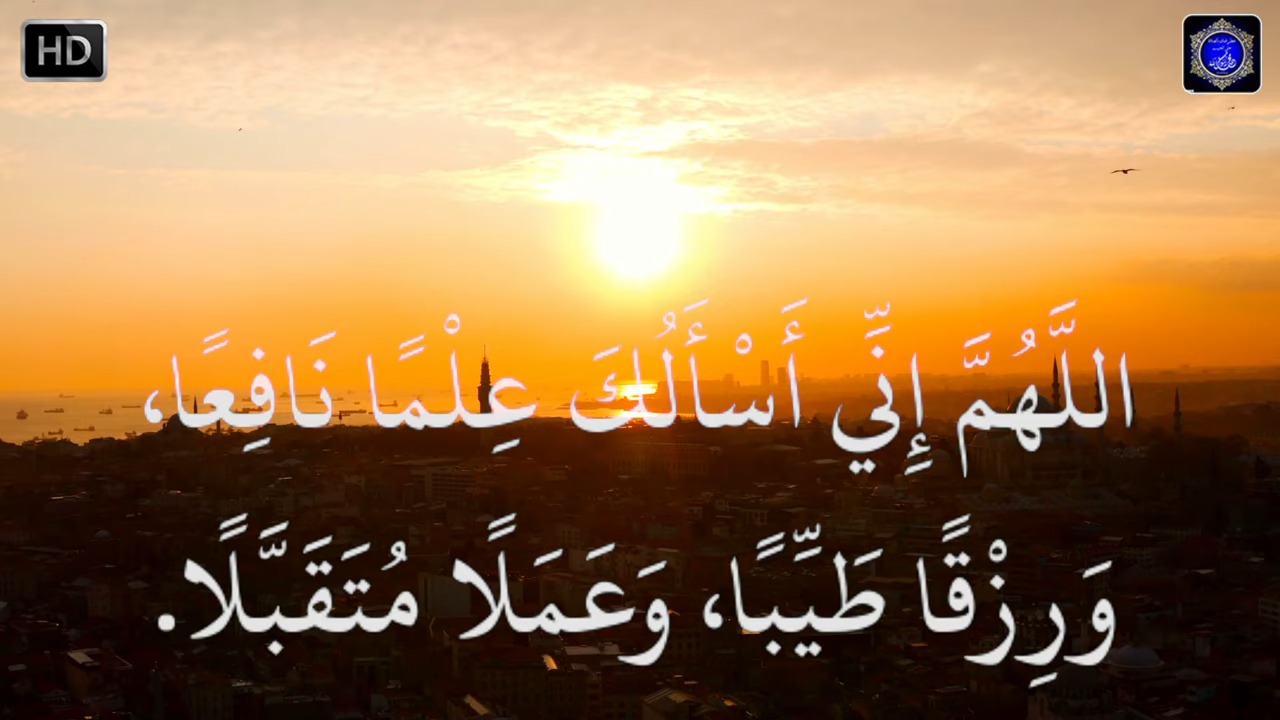 HD
اللَّهُمَّ إِنِّي أَسْأَلُكَ عِلْمًا نَافِعًا،
وَرِزْقًا طَيِّبًا، وَعَمَلًا مُتَقَبَّلًا.